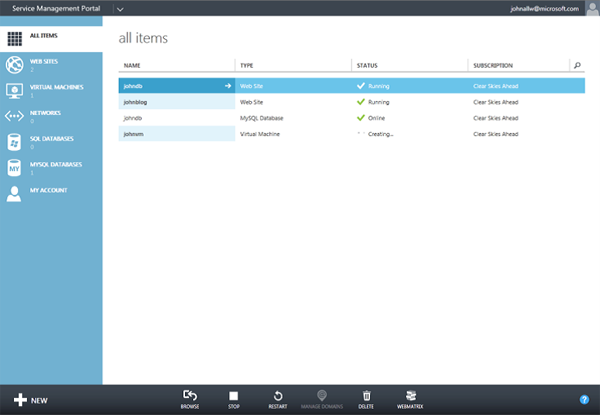 Service Management Portal
johnallw@microsoft.com
ALL ITEMS
WEB SITES
2
VIRTUAL MACHINES
1
NETWORKS
0
SQL DATABASES
0
MYSQL DATABASES
1
MY ACCOUNT
all items
NAME TYPE STATUS SUBSCRIPTION
johndb Web Site Running Clear Skies Ahead
johnblog Web Site Running Clear Skies Ahead
johndb MySQL Database Online Clear Skies Ahead
johnvm Virtual Machine Creating... Clear Skies Ahead
MY
NEW
BROWSE STOP RESTART MANAGE DOMAINS DELETE WEBMATRIX
?